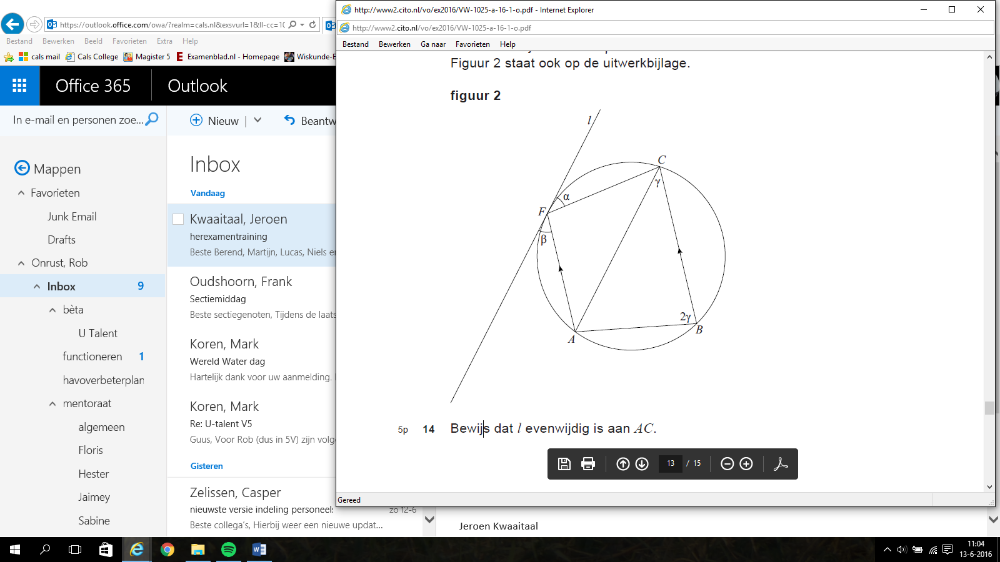 https://outlook.office.com/owa/?realm=cals.nl&exsvurl=1&ll-cc=10
Bestand Bewerken Beeld Favorieten Extra Help
cals mail Cals College Magister 5 Examenblad.nl - Homepage Wiskunde-E
Office 365 Outlook
In e-mail en personen zoe...
Nieuw Beantw
Mappen
Favorieten
Junk Email
Drafts
Onrust, Rob
Inbox 9
bèta
U Talent
functioneren 1
havoverbeterplan
mentoraat
algemeen
Floris
Hester
Jaimey
Sabine
Inbox
Vandaag
Kwaaitaal, Jeroen
herexamentraining
Beste Berend, Martijn, Lucas, Niels en
Oudshoorn, Frank
Sectiemiddag
Beste sectiegenoten, Tijdens de laats
Koren, Mark
Wereld Water dag
Hartelijk dank voor uw aanmelding.
Koren, Mark
Re: U-talent V5
Guus, Voor Rob (dus in 5V) zijn volge
Gisteren
Zelissen, Casper
nieuwste versie indeling personeels zo 12-6
Beste collega's, Hierbij weer een nieuwe updat...
http://www2.cito.nl/vo/ex2016/VW-1025-a-16-1-o.pdf - Internet Explorer
http://www2.cito.nl/vo/ex2016/VW-1025-a-16-1-o.pdf
Bestand Bewerken Ga naar Favorieten Help
Figuur 2 staat ook op de uitwerkbijlage.
figuur 2
l
C
γ
α
F
β
2γ
B
A
5p 14 Bewijs dat l evenwijdig is aan AC.
13 / 15
Gereed
Jeroen Kwaaitaal
11:04
13-6-2016